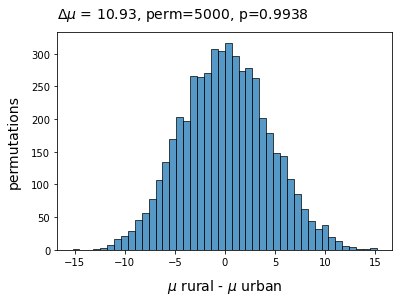 Δμ = 10.93, perm=5000, p=0.9938
300
250
200
150
100
50
0
permutations
−15 −10 −5 0 5 10 15
μ rural - μ urban